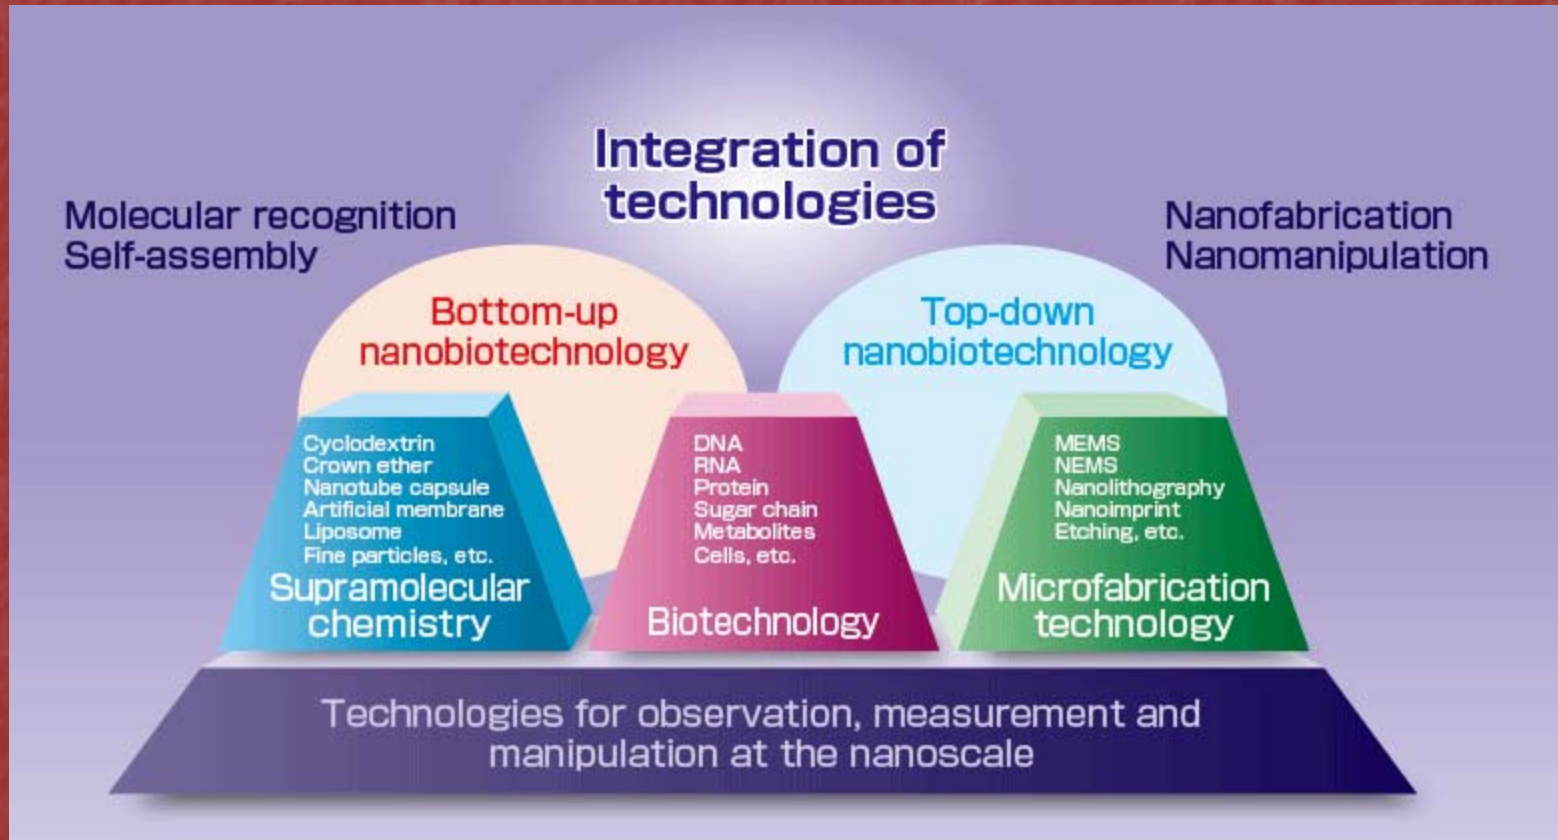 Integration of
technologies
Molecular recognition
Self-assembly
Nanofabrication
Nanomanipulation
Bottom-up
nanobiotechnology
Top-down
nanobiotechnology
Cyclodextrin
Crown ether
Nanotube capsule
Artificial membrane
Liposome
Fine particles, etc.
Supramolecular
chemistry
DNA
RNA
Protein
Sugar chain
Metabolites
Cells, etc.
Biotechnology
MEMS
NEMS
Nanolithography
Nanoimprint
Etching, etc.
Microfabrication
technology
Technologies for observation, measurement and
manipulation at the nanoscale